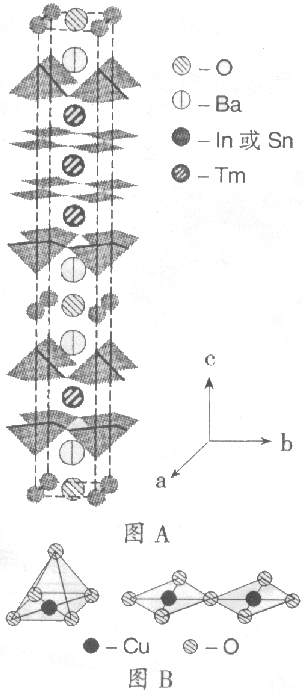 – O
– Ba
– In 或 Sn
– Tm
c
b
a
图 A
– Cu
– O
图 B